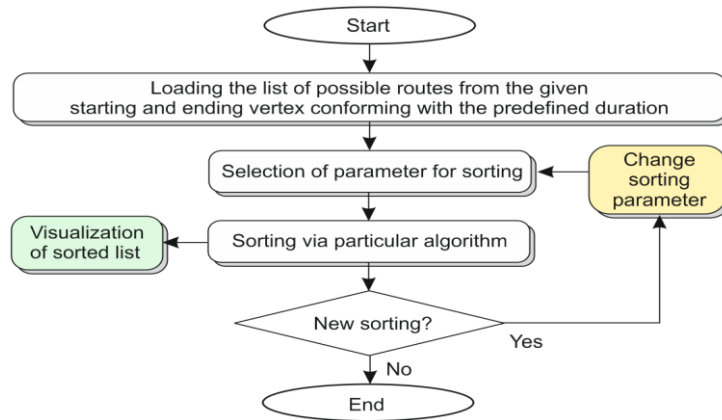 Start
Loading the list of possible routes from the given
starting and ending vertex conforming with the predefined duration
Selection of parameter for sorting
Change
sorting
parameter
Visualization
of sorted list
Sorting via particular algorithm
New sorting?
Yes
No
End